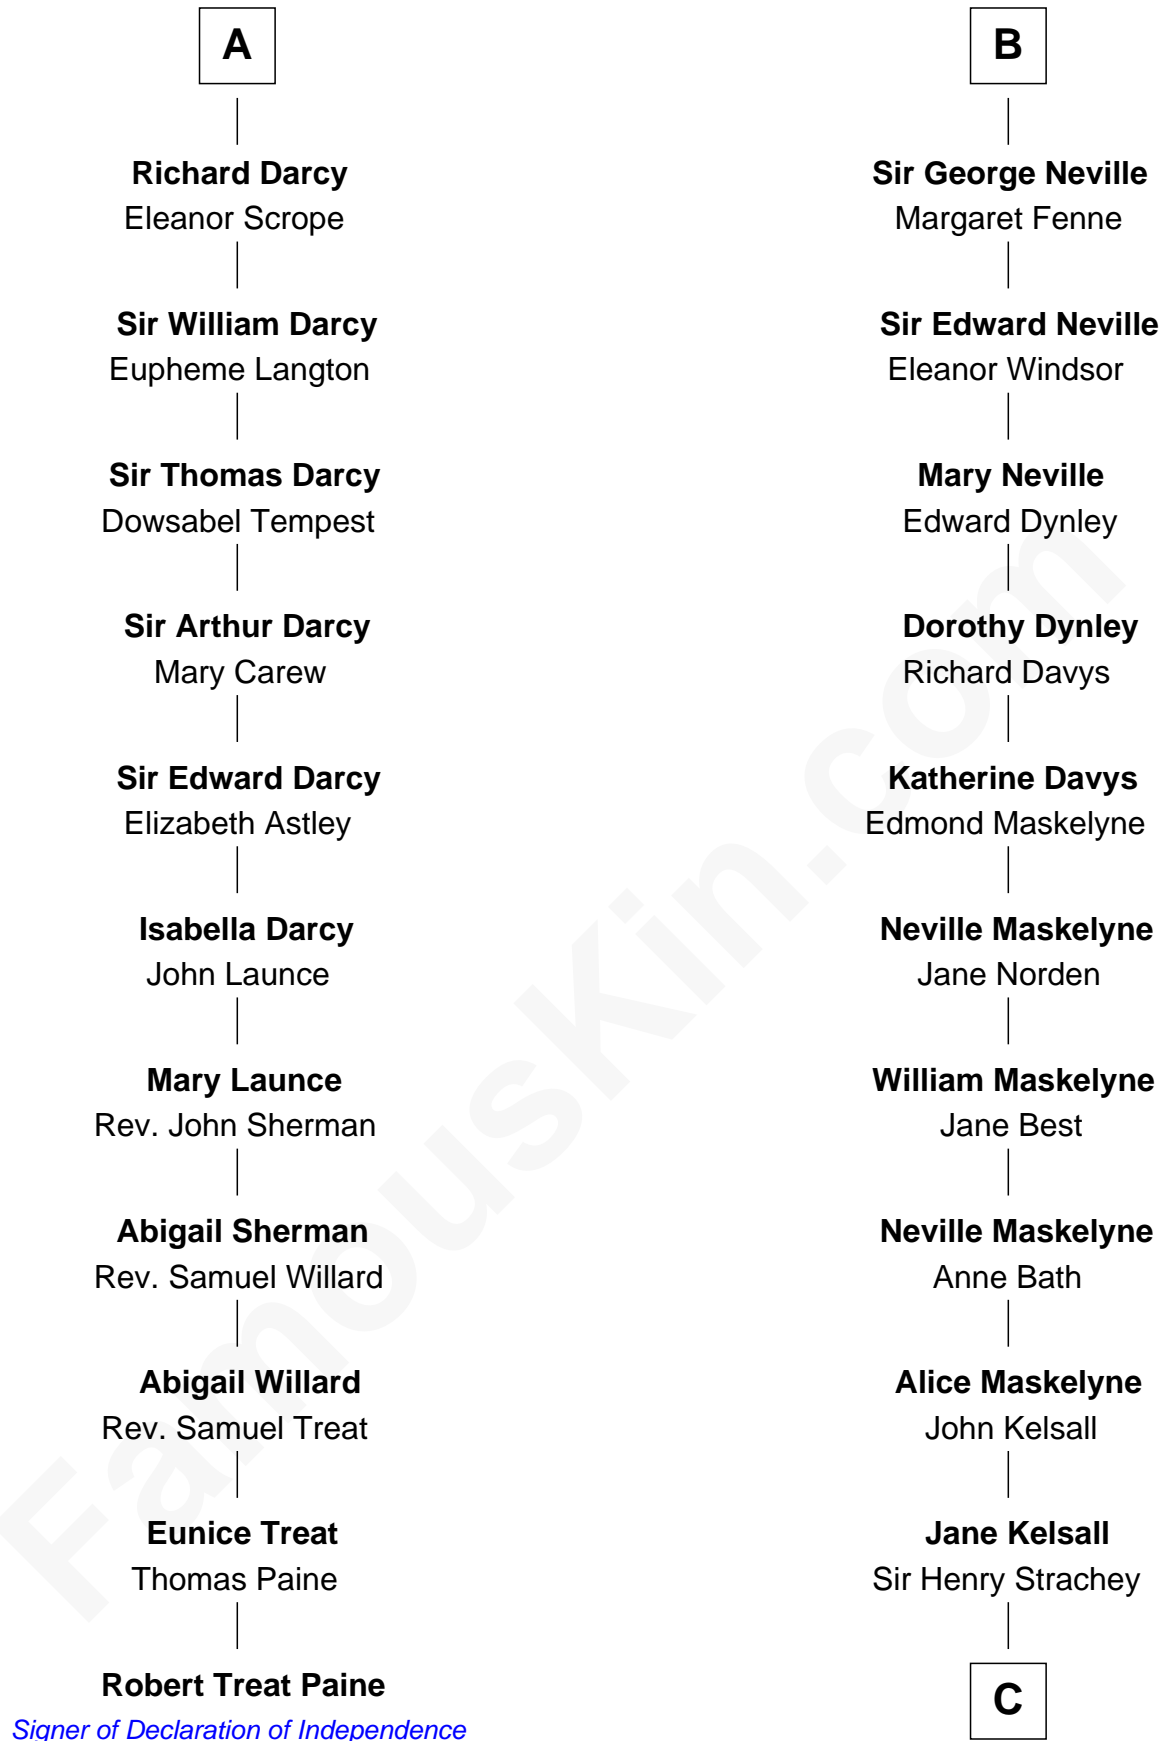 A
Richard Darcy
Eleanor Scrope
Sir William Darcy
Eupheme Langton
Sir Thomas Darcy
Dowsabel Tempest
Sir Arthur Darcy
Mary Carew
Sir Edward Darcy
Elizabeth Astley
Isabella Darcy
John Launce
Mary Launce
Rev. John Sherman
Abigail Sherman
Rev. Samuel Willard
Abigail Willard
Rev. Samuel Treat
Eunice Treat
Thomas Paine
Robert Treat Paine
Signer of Declaration of Independence
B
Sir George Neville
Margaret Fenne
Sir Edward Neville
Eleanor Windsor
Mary Neville
Edward Dynley
Dorothy Dynley
Richard Davys
Katherine Davys
Edmond Maskelyne
Neville Maskelyne
Jane Norden
William Maskelyne
Jane Best
Neville Maskelyne
Anne Bath
Alice Maskelyne
John Kelsall
Jane Kelsall
Sir Henry Strachey
C
FamousKin.com